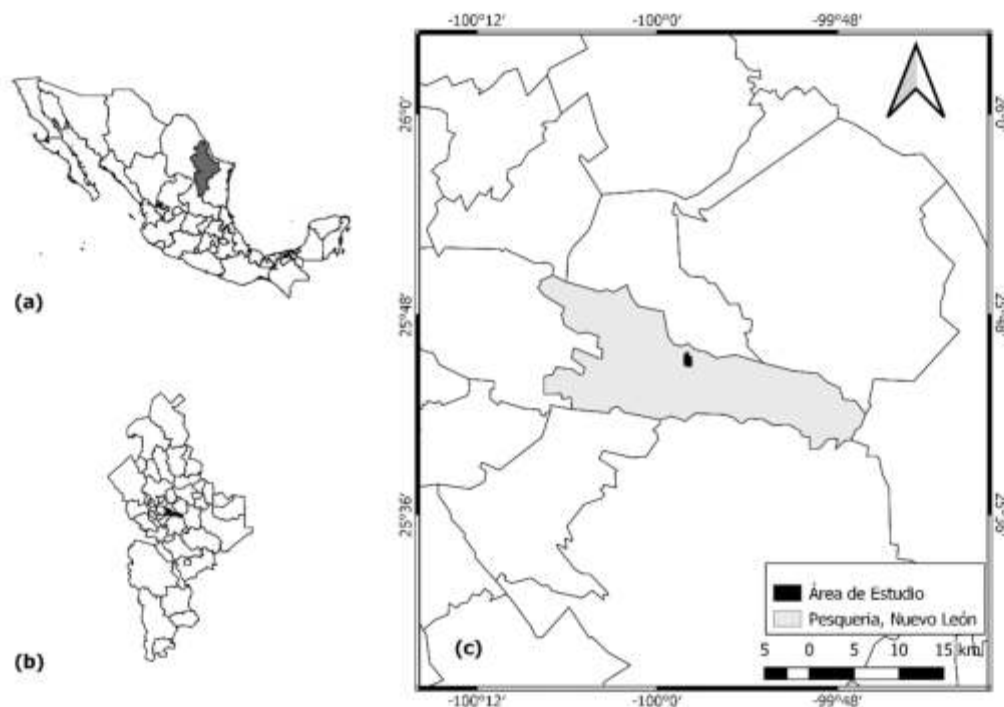 -100°12′ -100°0′ -99°48′
26°0′ 26°0′
(a)
25°48′ 25°48′
(b)
25°36′ 25°36′
Área de Estudio
Pesquería, Nuevo León
(c)
5 0 5 10 15 km
-100°12′ -100°0′ -99°48′